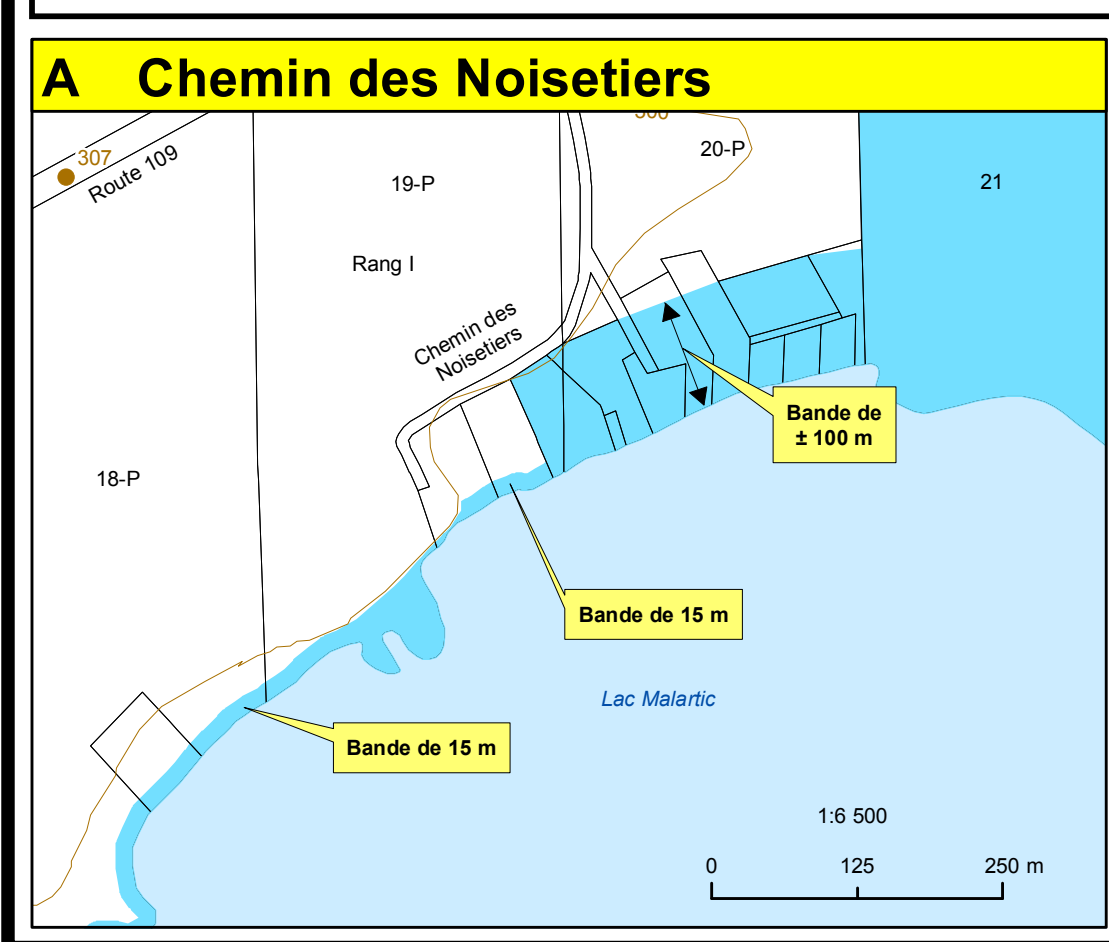 A Chemin des Noisetiers
307
Route 109
20-P
19-P
21
Rang I
Chemin des
Noisetiers
Bande de
± 100 m
18-P
Bande de 15 m
Lac Malartic
Bande de 15 m
1:6 500
0 125 250 m